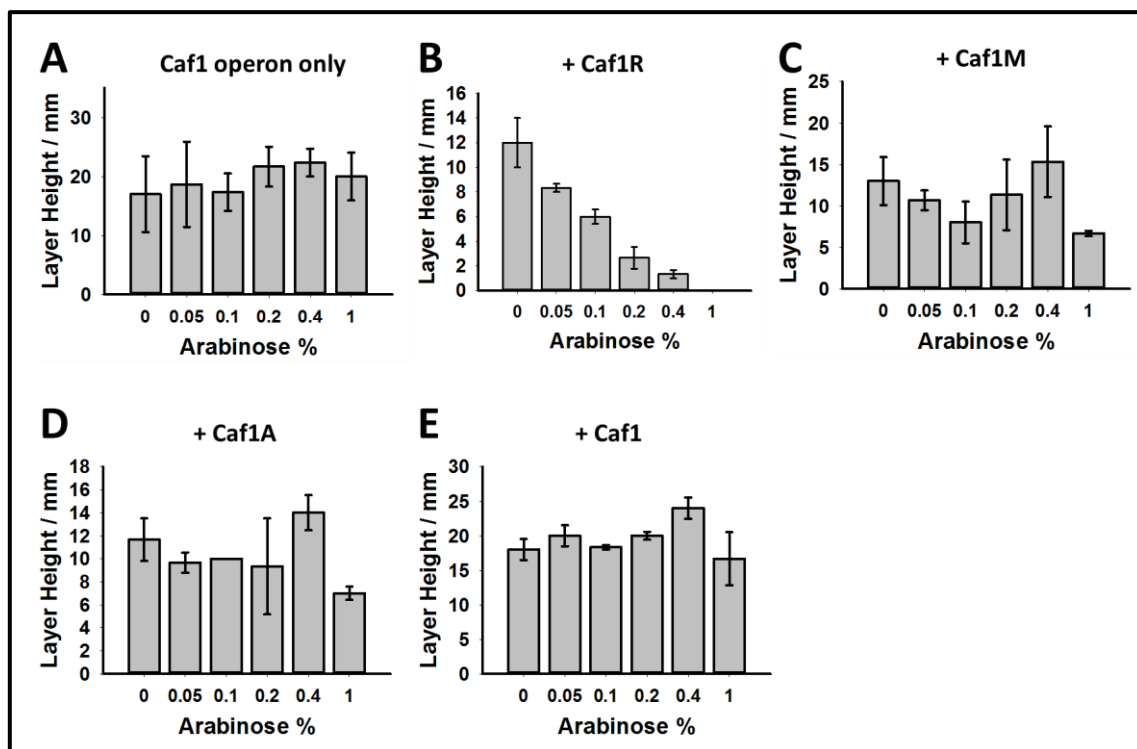 A
Caf1 operon only
Layer Height / mm
30
20
10
0
0 0.05 0.1 0.2 0.4 1
Arabinose %
B
+ Caf1R
Layer Height / mm
16
14
12
10
8
6
4
2
0
0 0.05 0.1 0.2 0.4 1
Arabinose %
C
+ Caf1M
Layer Height / mm
25
20
15
10
5
0
0 0.05 0.1 0.2 0.4 1
Arabinose %
D
+ Caf1A
Layer Height / mm
18
16
14
12
10
8
6
4
2
0
0 0.05 0.1 0.2 0.4 1
Arabinose %
E
+ Caf1
Layer Height / mm
30
25
20
15
10
5
0
0 0.05 0.1 0.2 0.4 1
Arabinose %